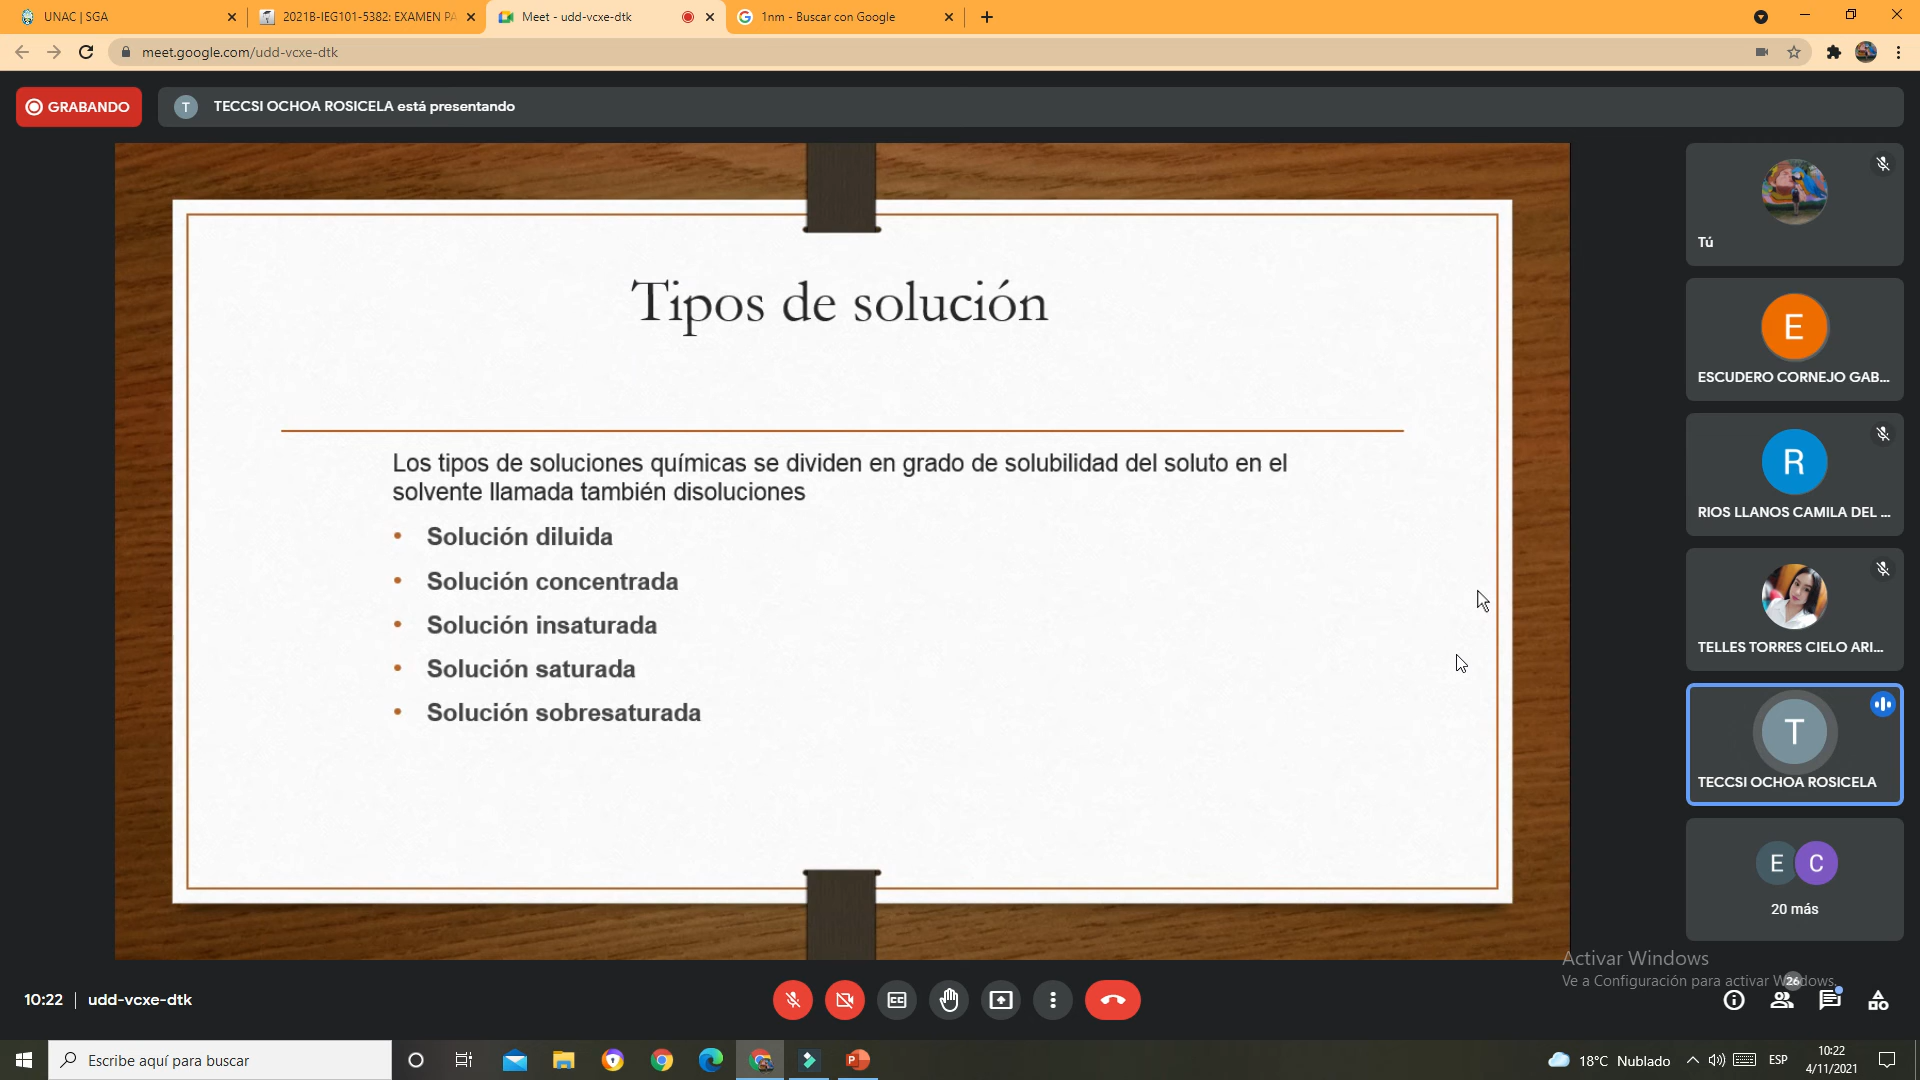 UNAC | SGA
2021B-IEG101-5382: EXAMEN PA
Meet - udd-vcxe-dtk
1nm - Buscar con Google
meet.google.com/udd-vcxe-dtk
GRABANDO
T
TECCSI OCHOA ROSICELA está presentando
Tipos de solución
Los tipos de soluciones químicas se dividen en grado de solubilidad del soluto en el
solvente llamada también disoluciones
• Solución diluida
• Solución concentrada
• Solución insaturada
• Solución saturada
• Solución sobresaturada
Tú
E
ESCUDERO CORNEJO GAB...
R
RIOS LLANOS CAMILA DEL ...
TELLES TORRES CIELO ARI...
T
TECCSI OCHOA ROSICELA
E C
20 más
Activar Windows
Ve a Configuración para activar Windows.
10:22 | udd-vcxe-dtk
26
Escribe aquí para buscar
18°C Nublado
ESP
10:22
4/11/2021